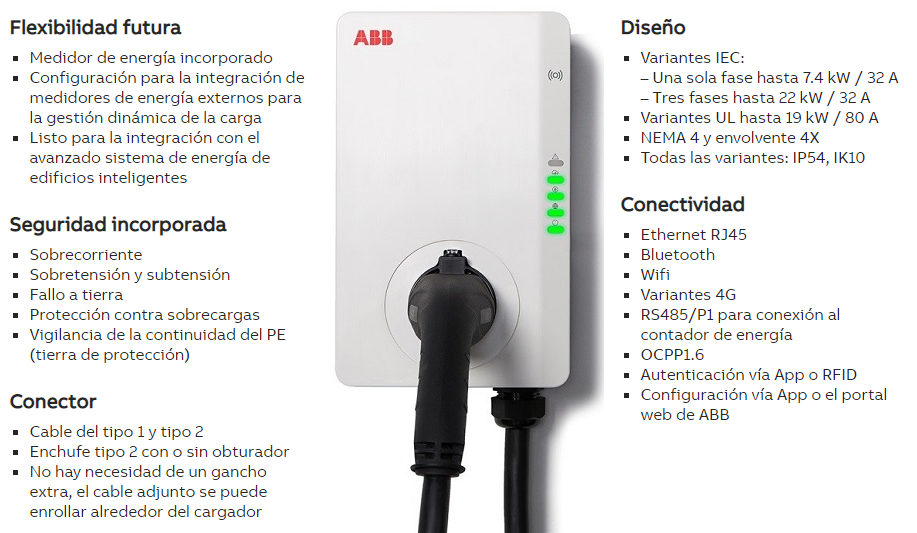 Flexibilidad futura
▪ Medidor de energía incorporado
▪ Configuración para la integración de
medidores de energía externos para
la gestión dinámica de la carga
▪ Listo para la integración con el
avanzado sistema de energía de
edificios inteligentes
Seguridad incorporada
▪ Sobrecorriente
▪ Sobretensión y subtensión
▪ Fallo a tierra
▪ Protección contra sobrecargas
▪ Vigilancia de la continuidad del PE
(tierra de protección)
Conector
▪ Cable del tipo 1 y tipo 2
▪ Enchufe tipo 2 con o sin obturador
▪ No hay necesidad de un gancho
extra, el cable adjunto se puede
enrollar alrededor del cargador
ABB
Diseño
▪ Variantes IEC:
– Una sola fase hasta 7.4 kW / 32 A
– Tres fases hasta 22 kW / 32 A
▪ Variantes UL hasta 19 kW / 80 A
▪ NEMA 4 y envolvente 4X
▪ Todas las variantes: IP54, IK10
Conectividad
▪ Ethernet RJ45
▪ Bluetooth
▪ Wifi
▪ Variantes 4G
▪ RS485/P1 para conexión al
contador de energía
▪ OCPP1.6
▪ Autenticación vía App o RFID
▪ Configuración vía App o el portal
web de ABB